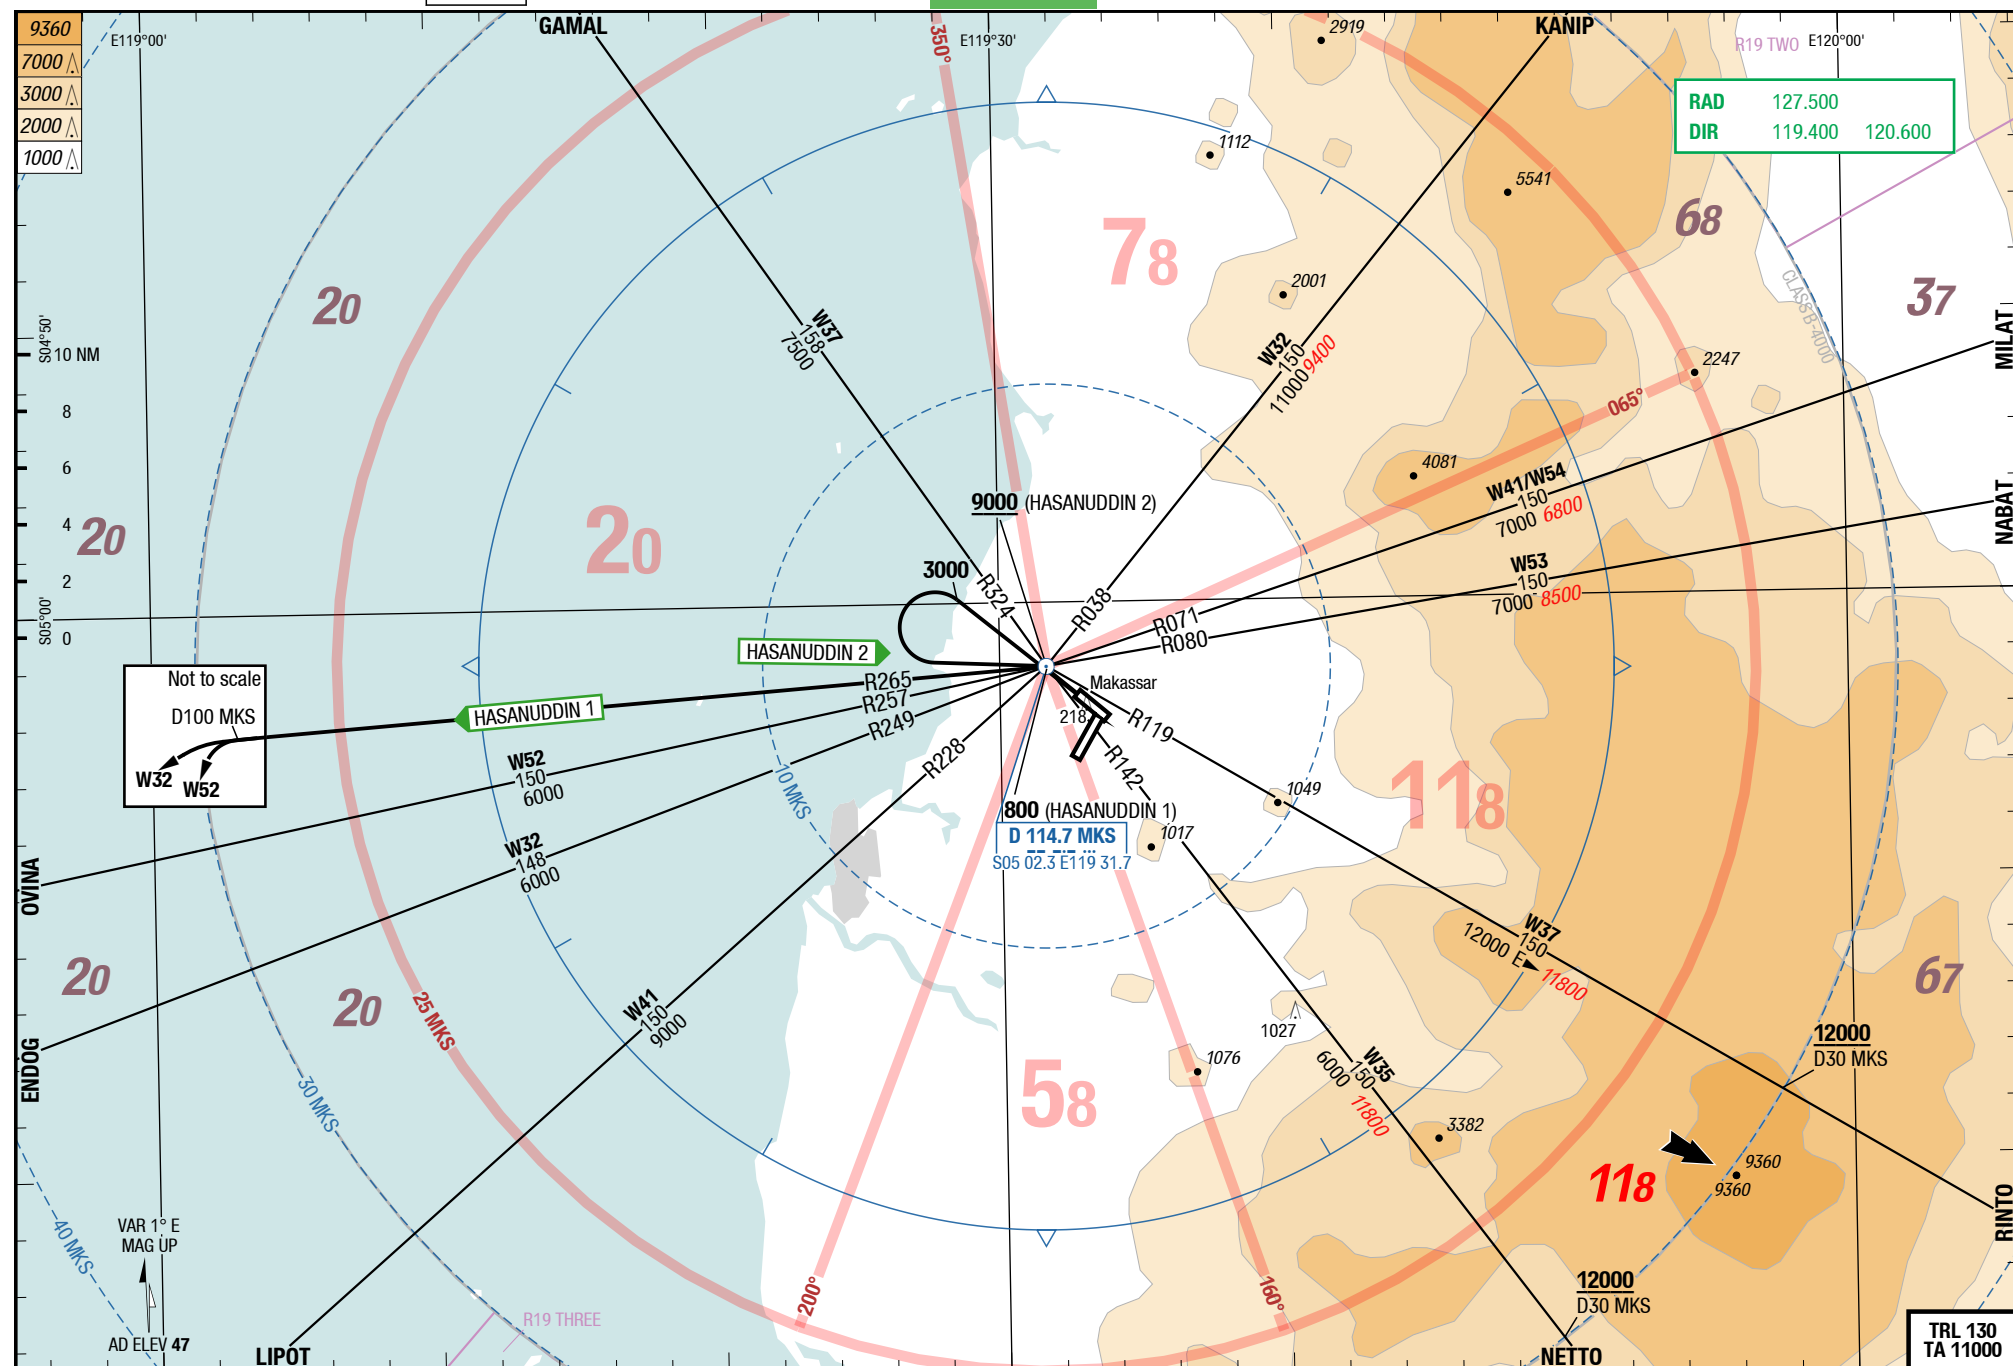 9360
7000
3000
2000
1000
E119°00'
GAMAL
350°
E119°30'
2919
KANIP
R19 TWO
E120°00'
RAD 127.500
DIR 119.400 120.600
1112
5541
68
78
20
2001
37
CLASS B-4000
S04°50'
10 NM
8
6
4
2
0
S05°00'
W37
158
7500
W32
150
11000 9400
2247
065°
MILAT
4081
W41/W54
150
7000 6800
NABAT
20
20
9000 (HASANUDDIN 2)
3000
R324
R038
W53
150
7000 8500
R071
R080
HASANUDDIN 2
Not to scale
D100 MKS
W32
W52
HASANUDDIN 1
R265
R257
R249
R228
Makassar
218
R119
R142
W52
150
6000
10 MKS
800 (HASANUDDIN 1)
D 114.7 MKS
S05 02.3 E119 31.7
1049
1017
118
W32
148
6000
OVINA
ENDOG
20
20
25 MKS
W41
150
9000
W37
150
12000 E 11800
67
1027
1076
58
W35
150
6000 11800
12000
D30 MKS
3382
118
9360
9360
30 MKS
40 MKS
VAR 1° E
MAG UP
AD ELEV 47
200°
160°
12000
D30 MKS
RINTO
R19 THREE
LIPOT
NETTO
TRL 130
TA 11000